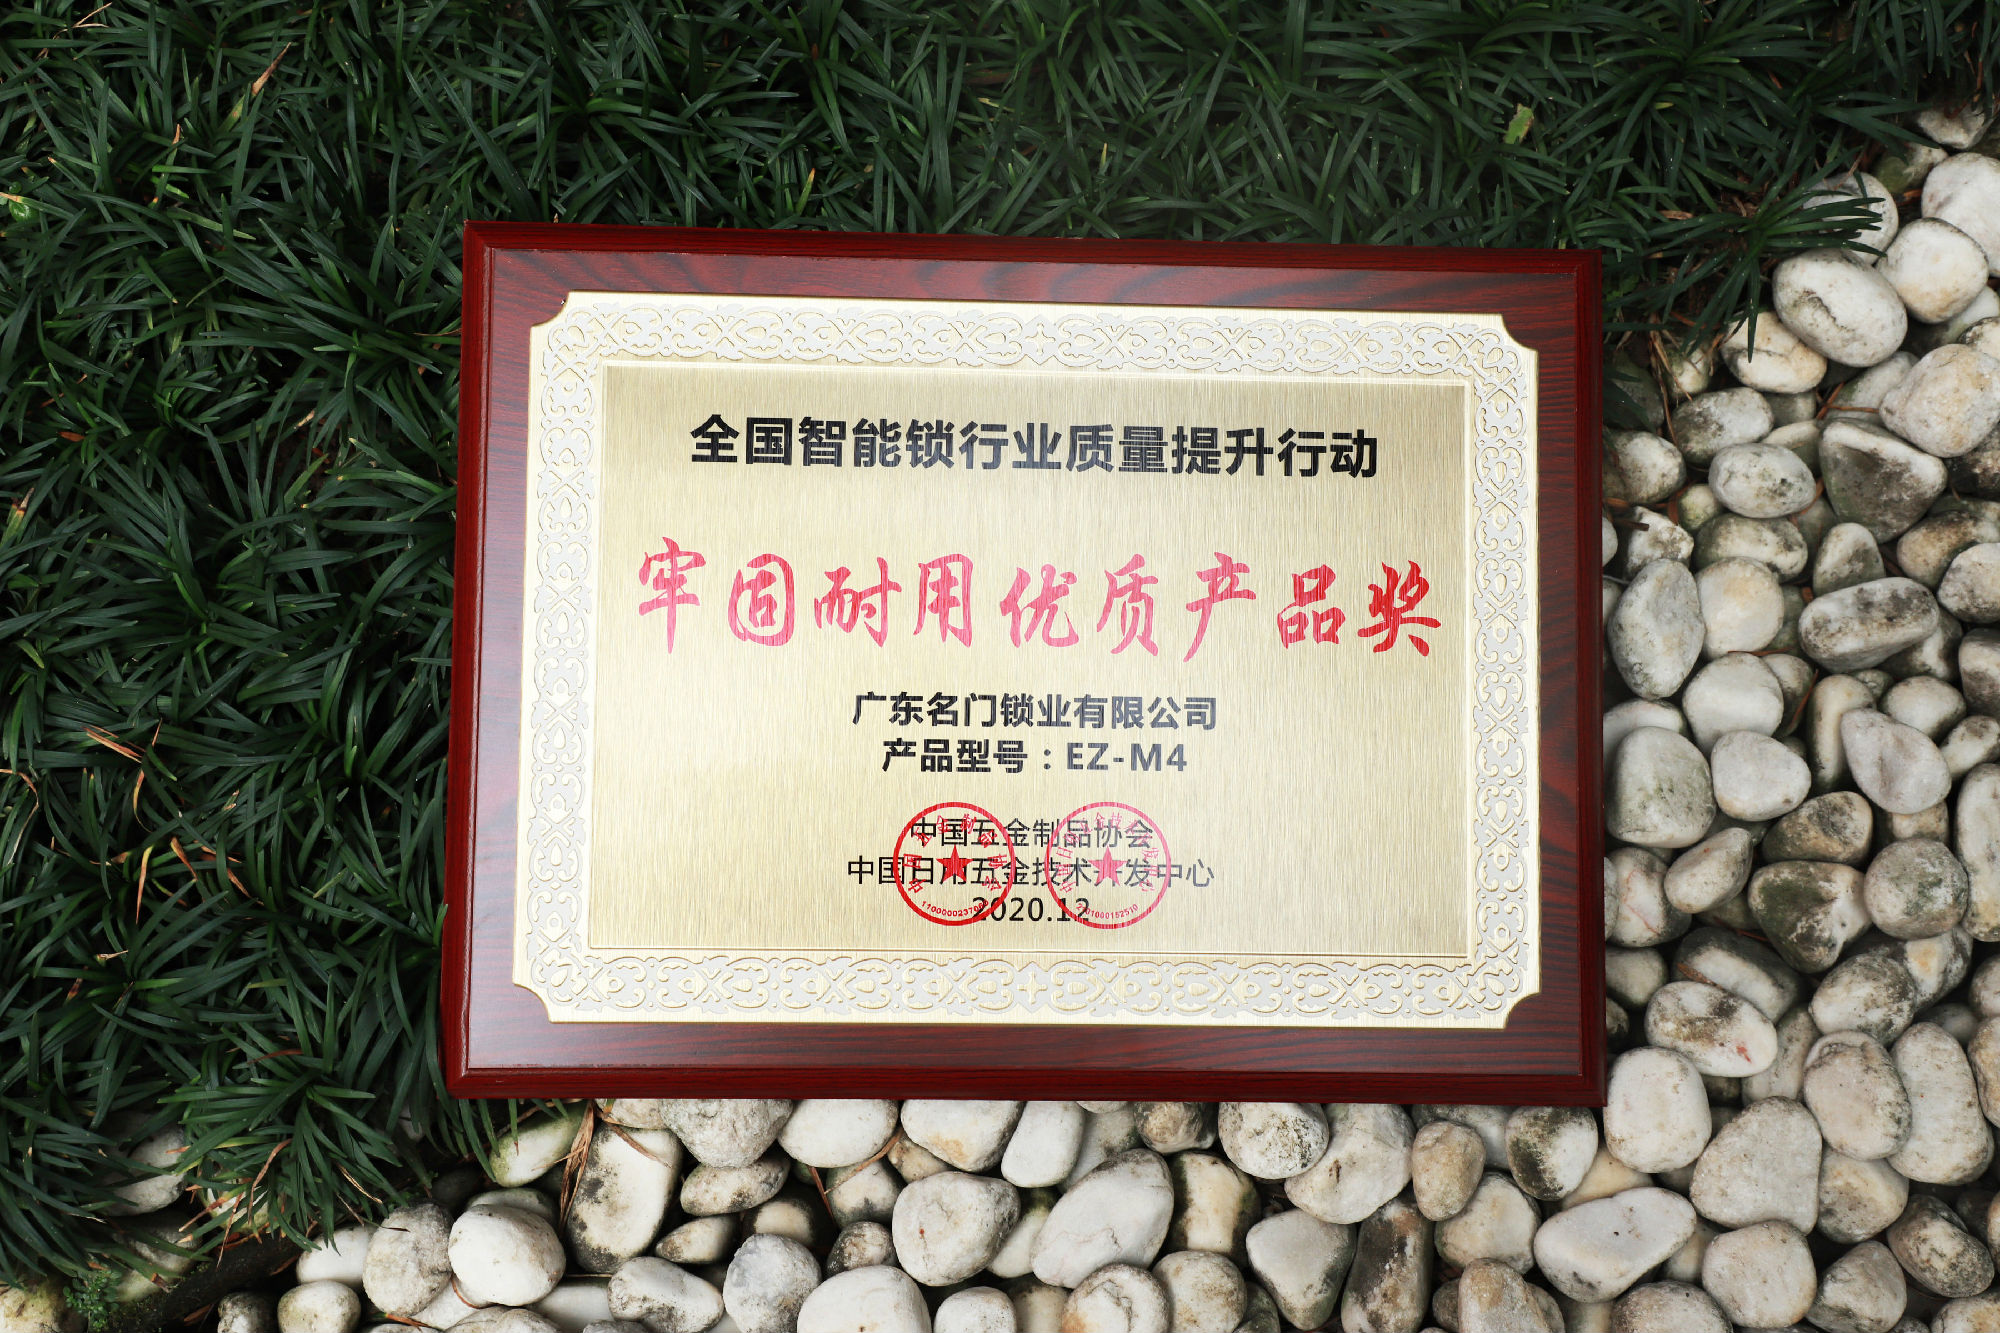 全国智能锁行业质量提升行动
牢固耐用优质产品奖
广东名门锁业有限公司
产品型号：EZ-M4
中国五金制品协会
中国日用五金技术开发中心
2020.12